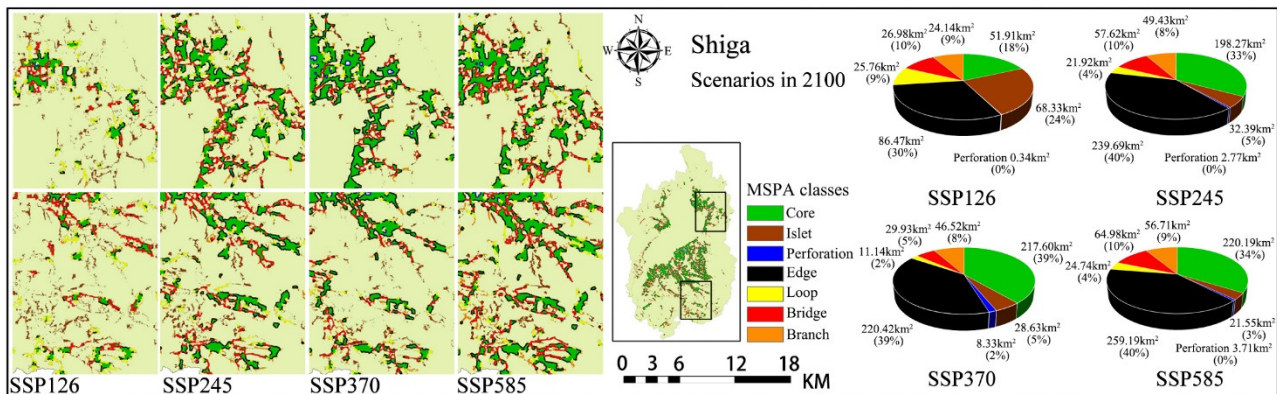 SSP126
SSP245
SSP370
SSP585
N
W
E
S
Shiga
Scenarios in 2100
MSPA classes
Core
Islet
Perforation
Edge
Loop
Bridge
Branch
0 3 6 12 18
KM
26.98km²
(10%)
24.14km²
(9%)
51.91km²
(18%)
25.76km²
(9%)
68.33km²
(24%)
86.47km²
(30%)
Perforation 0.34km²
(0%)
SSP126
49.43km²
(8%)
57.62km²
(10%)
198.27km²
(33%)
21.92km²
(4%)
32.39km²
(5%)
239.69km²
(40%)
Perforation 2.77km²
(0%)
SSP245
46.52km²
(8%)
29.93km²
(5%)
217.60km²
(39%)
11.14km²
(2%)
28.63km²
(5%)
220.42km²
(39%)
8.33km²
(2%)
SSP370
56.71km²
(9%)
64.98km²
(10%)
220.19km²
(34%)
24.74km²
(4%)
21.55km²
(3%)
259.19km²
(40%)
Perforation 3.71km²
(0%)
SSP585